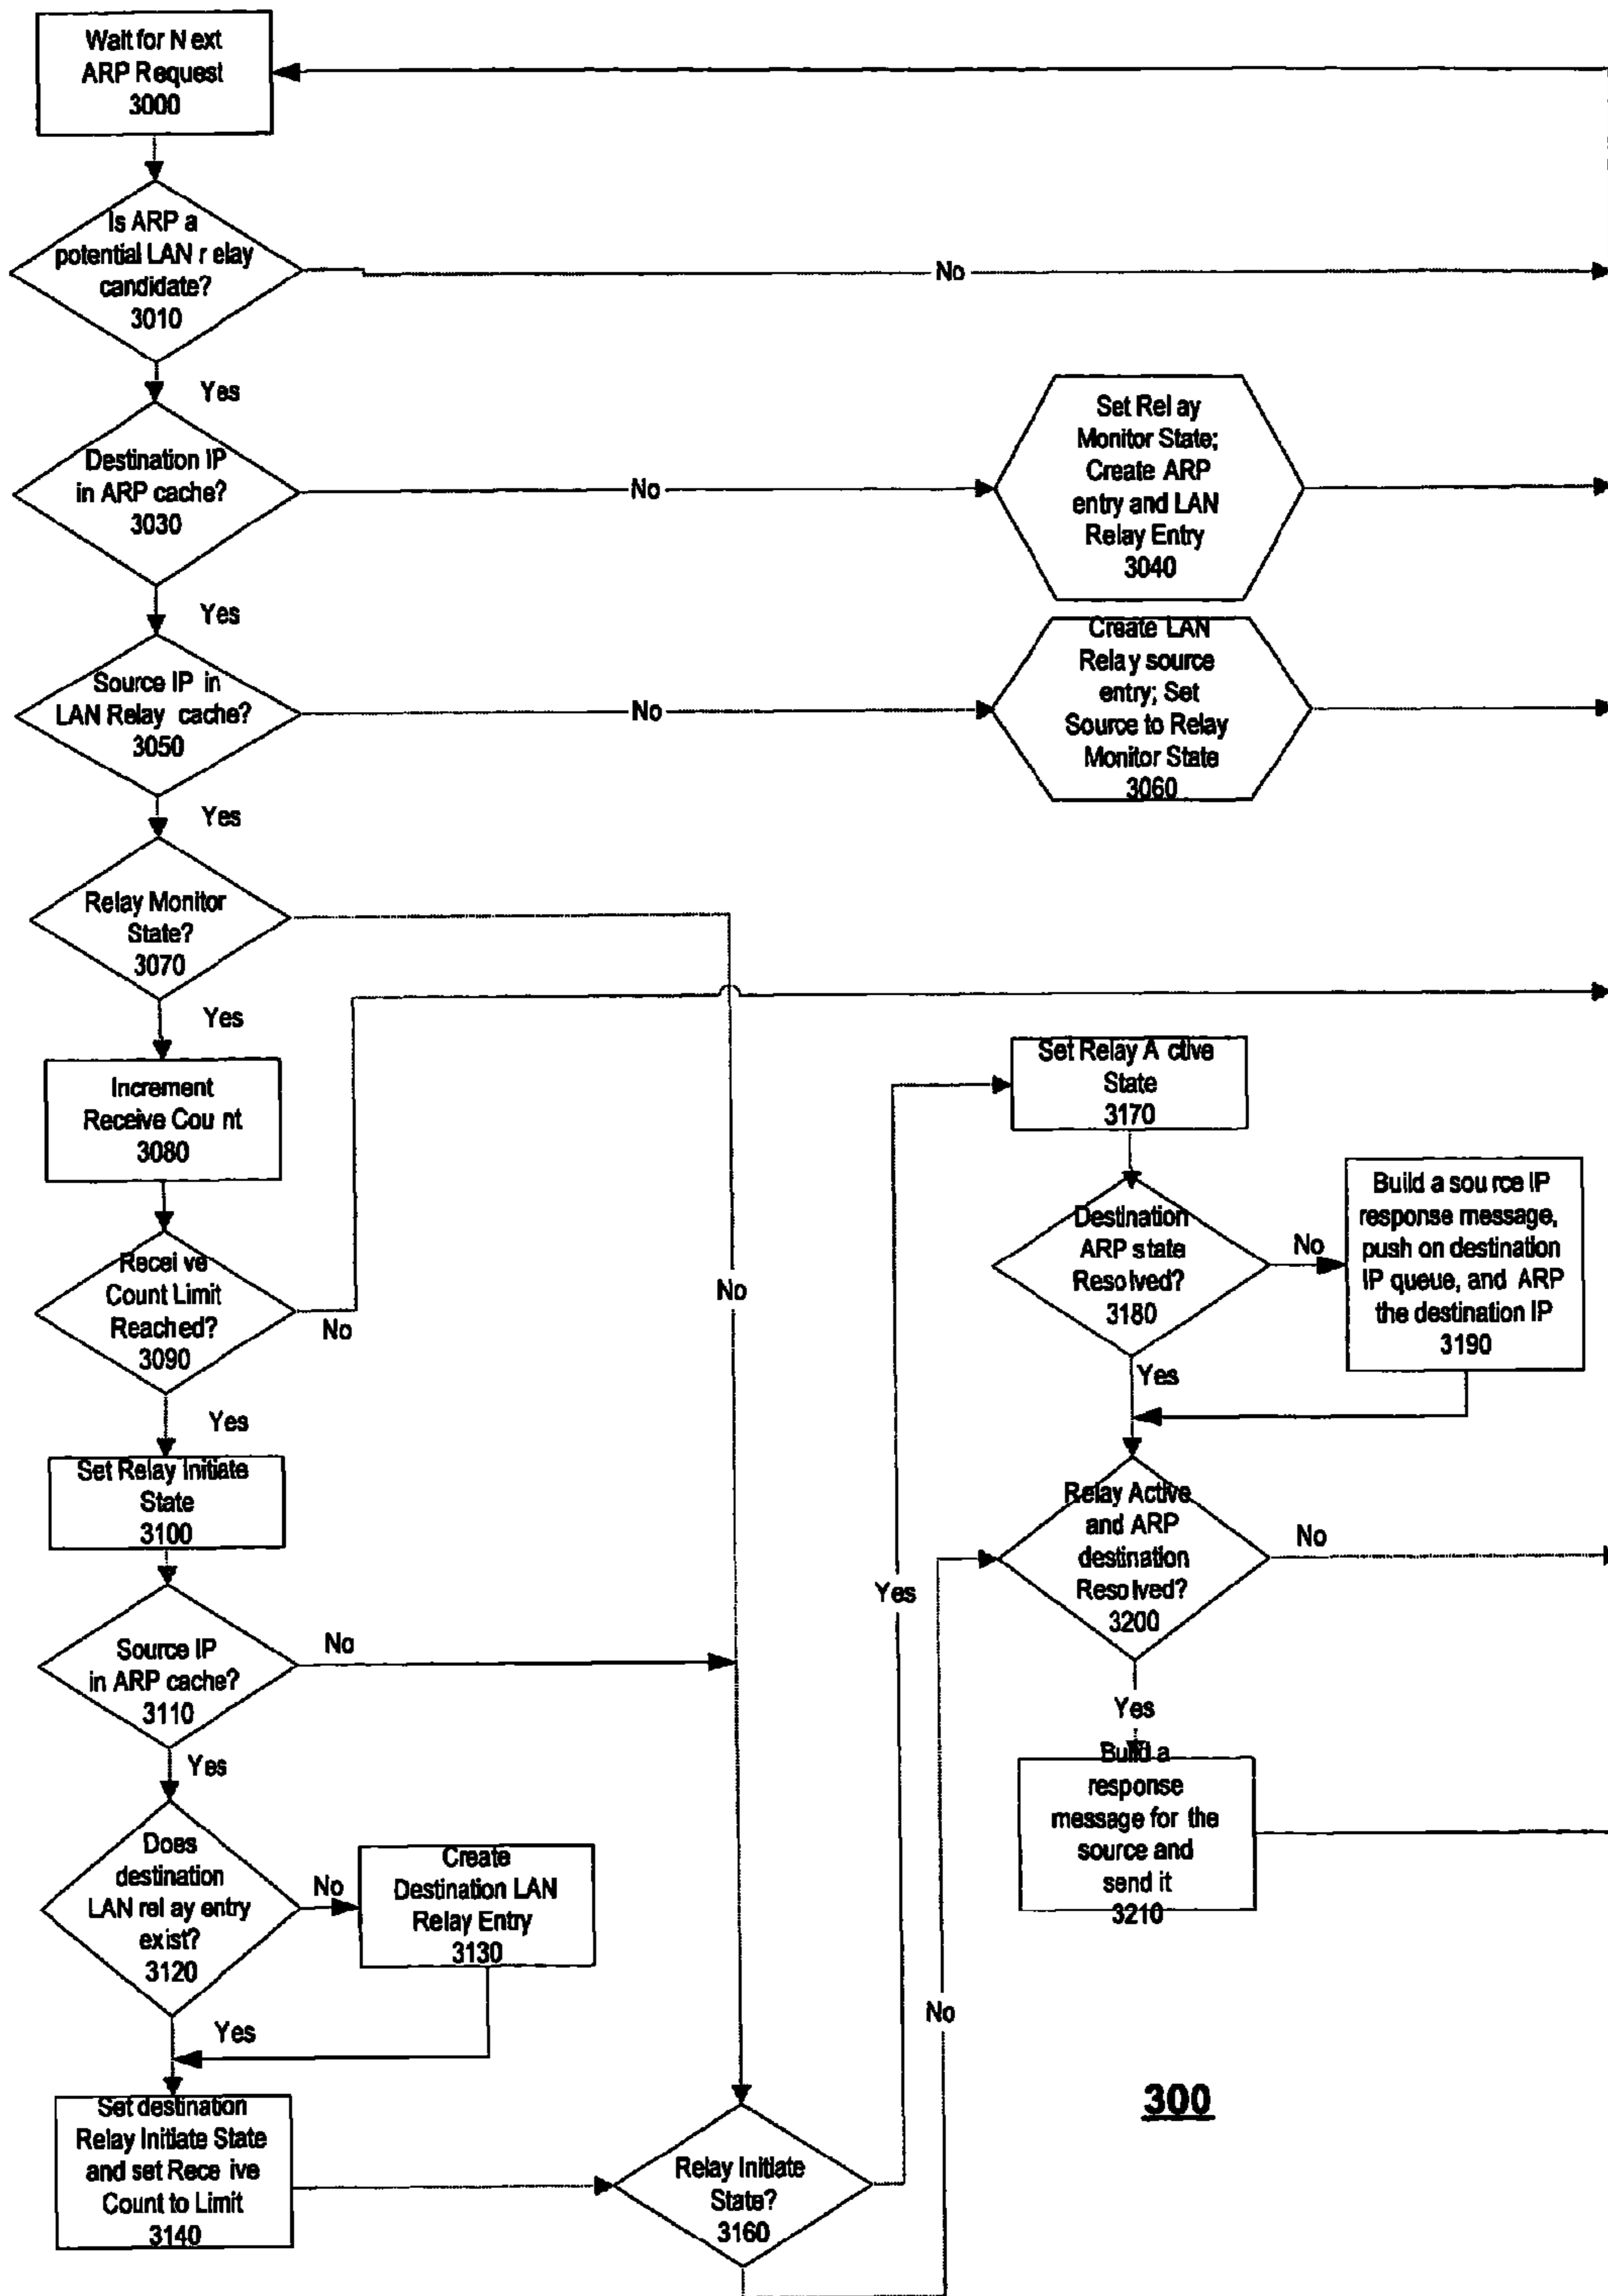 Wait for Next
ARP Request
3000
Is ARP a
potential LAN relay
candidate?
3010
No
Yes
Destination IP
in ARP cache?
3030
No
Set Relay
Monitor State;
Create ARP
entry and LAN
Relay Entry
3040
Yes
Source IP in
LAN Relay cache?
3050
No
Create LAN
Relay source
entry; Set
Source to Relay
Monitor State
3060
Yes
Relay Monitor
State?
3070
Yes
No
Increment
Receive Count
3080
Receive
Count Limit
Reached?
3090
No
Yes
Set Relay Initiate
State
3100
Source IP
in ARP cache?
3110
No
Yes
Does
destination
LAN relay entry
exist?
3120
No
Create
Destination LAN
Relay Entry
3130
Yes
Set destination
Relay Initiate State
and set Receive
Count to Limit
3140
Relay Initiate
State?
3160
Yes
No
Set Relay Active
State
3170
Destination
ARP state
Resolved?
3180
No
Build a source IP
response message,
push on destination
IP queue, and ARP
the destination IP
3190
Yes
Relay Active
and ARP
destination
Resolved?
3200
No
Yes
Build a
response
message for the
source and
send it
3210
300